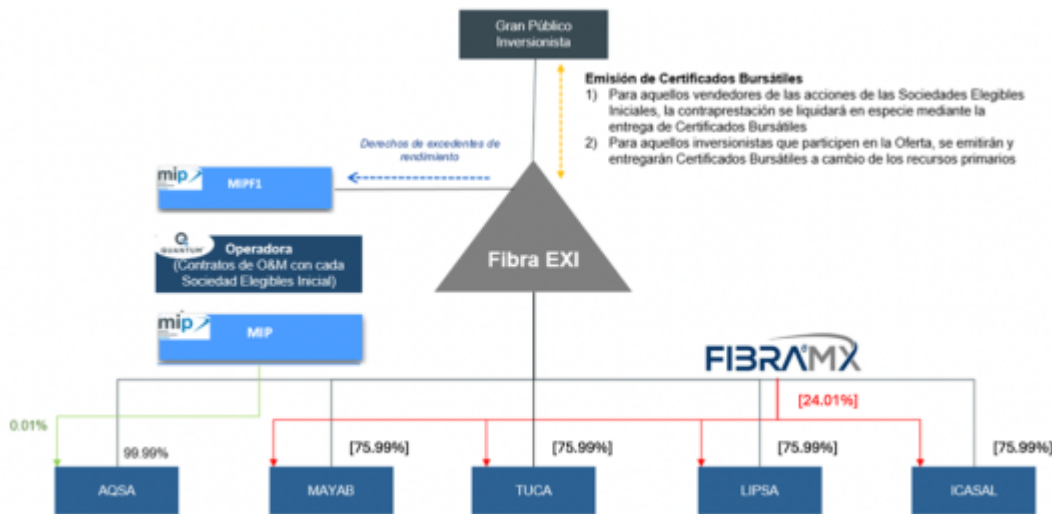 Gran Público
Inversionista
Emisión de Certificados Bursátiles
1) Para aquellos vendedores de las acciones de las Sociedades Elegibles
Iniciales, la contraprestación se liquidará en especie mediante la
entrega de Certificados Bursátiles
2) Para aquellos inversionistas que participen en la Oferta, se emitirán y
entregarán Certificados Bursátiles a cambio de los recursos primarios
Derechos de excedentes de
rendimiento
mip
MIPF1
QUANTUM
Operadora
(Contratos de O&M con cada
Sociedad Elegibles Inicial)
Fibra EXI
mip
MIP
FIBRAeMX
[24.01%]
0.01%
99.99%
[75.99%]
[75.99%]
[75.99%]
[75.99%]
AQSA
MAYAB
TUCA
LIPSA
ICASAL